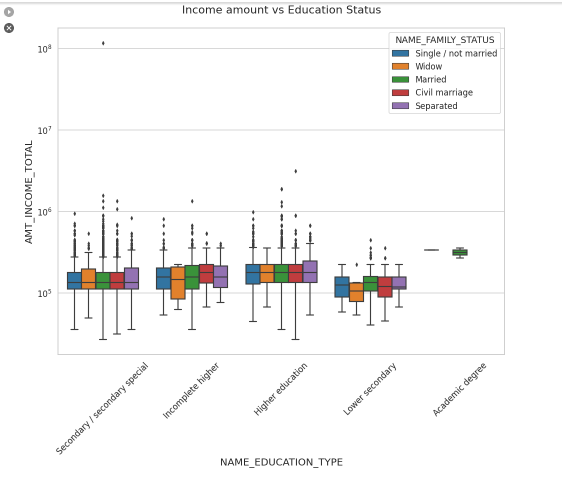 Income amount vs Education Status
NAME_FAMILY_STATUS
Single / not married
Widow
Married
Civil marriage
Separated
AMT_INCOME_TOTAL
10⁸
10⁷
10⁶
10⁵
Secondary / secondary special
Incomplete higher
Higher education
Lower secondary
Academic degree
NAME_EDUCATION_TYPE